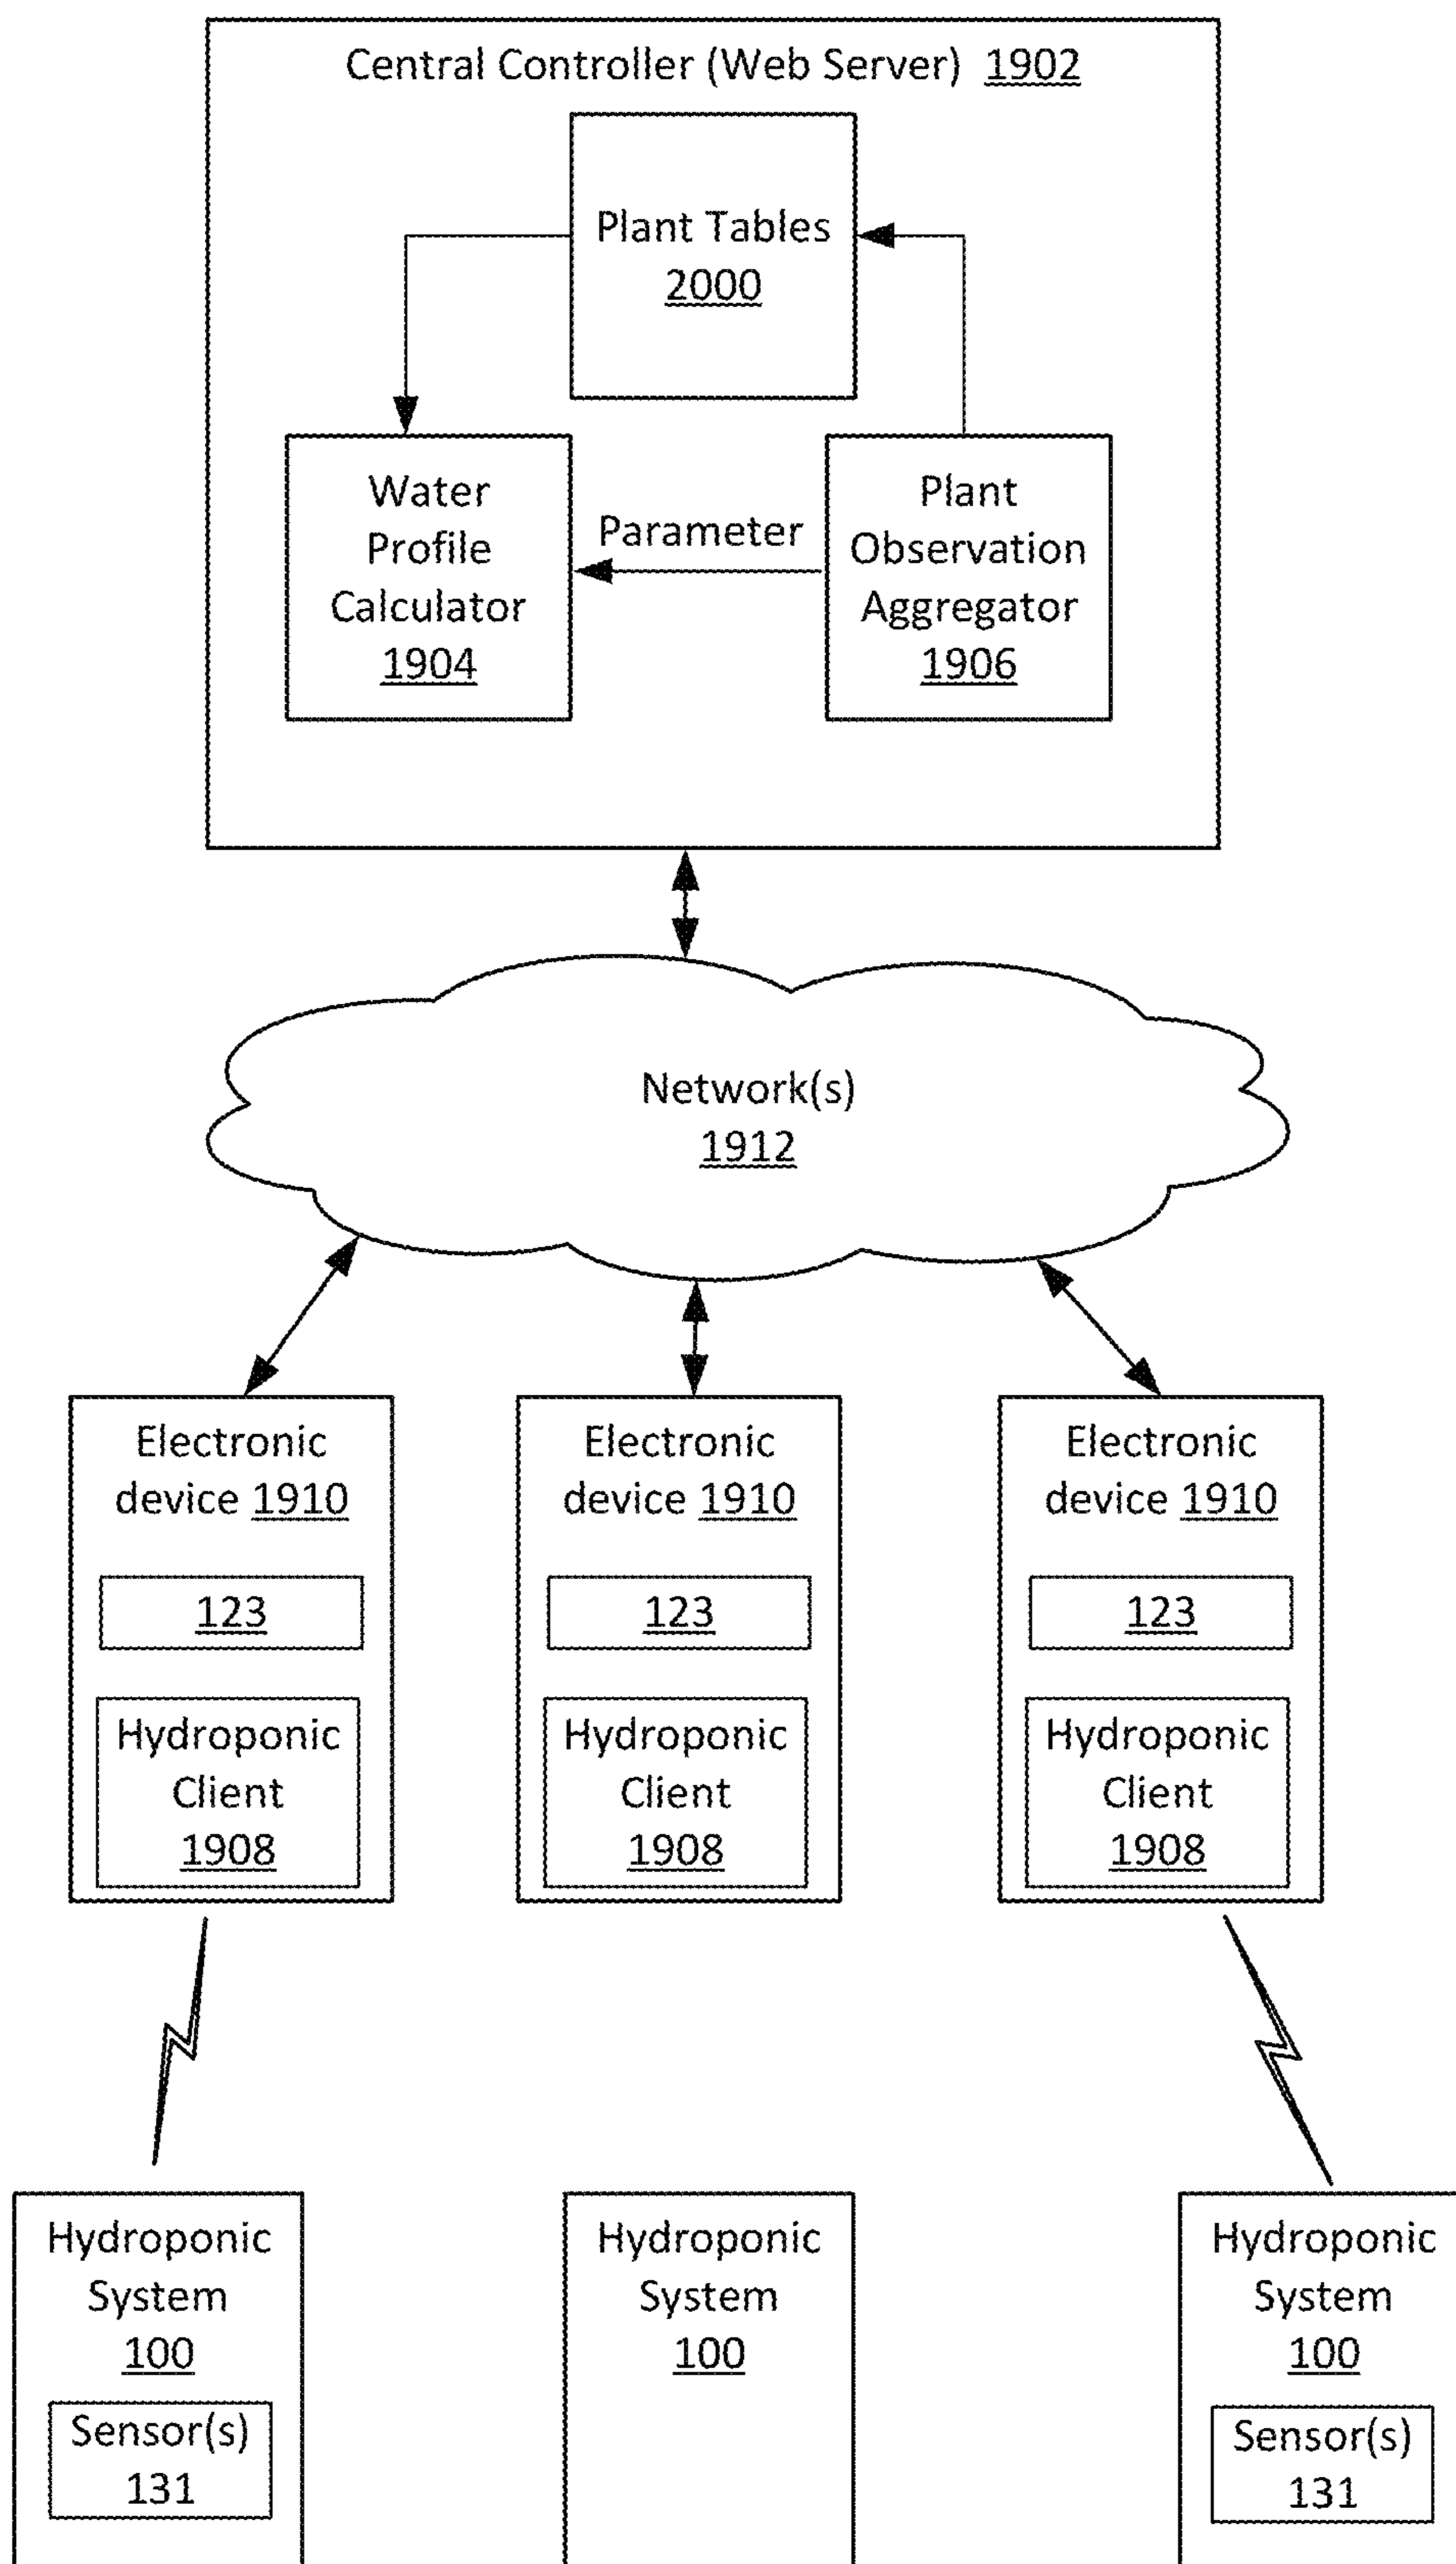 Central Controller (Web Server) 1902
Plant Tables
2000
Water
Profile
Calculator
1904
Parameter
Plant
Observation
Aggregator
1906
Network(s)
1912
Electronic
device 1910
123
Hydroponic
Client
1908
Electronic
device 1910
123
Hydroponic
Client
1908
Electronic
device 1910
123
Hydroponic
Client
1908
Hydroponic
System
100
Sensor(s)
131
Hydroponic
System
100
Hydroponic
System
100
Sensor(s)
131